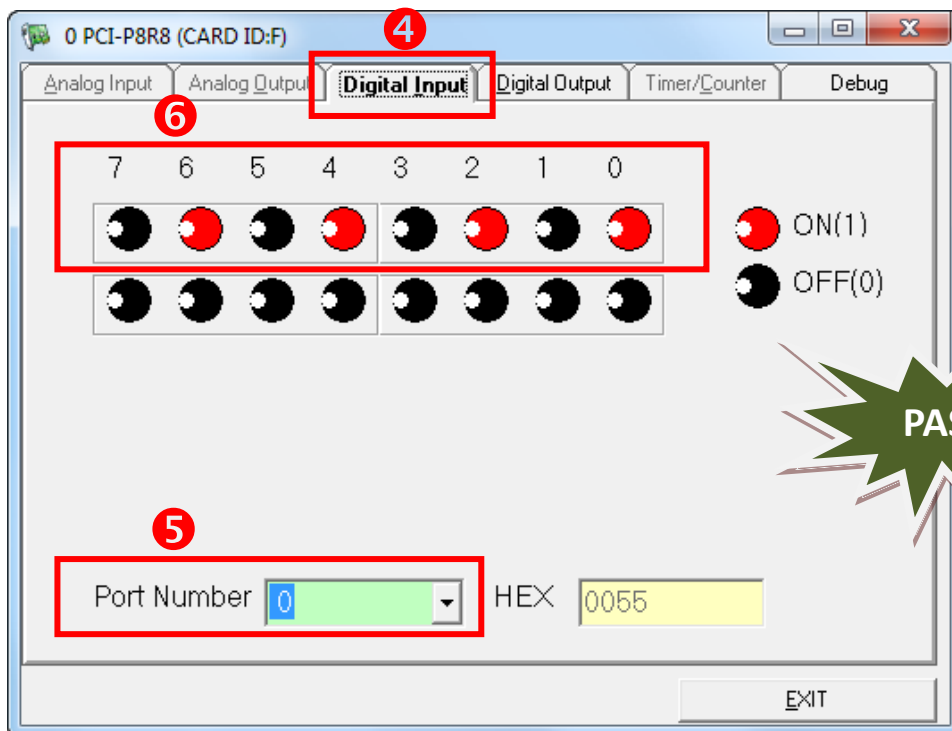 0 PCI-P8R8 (CARD ID:F)
4
Analog Input Analog Output Digital Input Digital Output Timer/Counter Debug
6
7 6 5 4 3 2 1 0
ON(1)
OFF(0)
5
Port Number 0 HEX 0055
EXIT